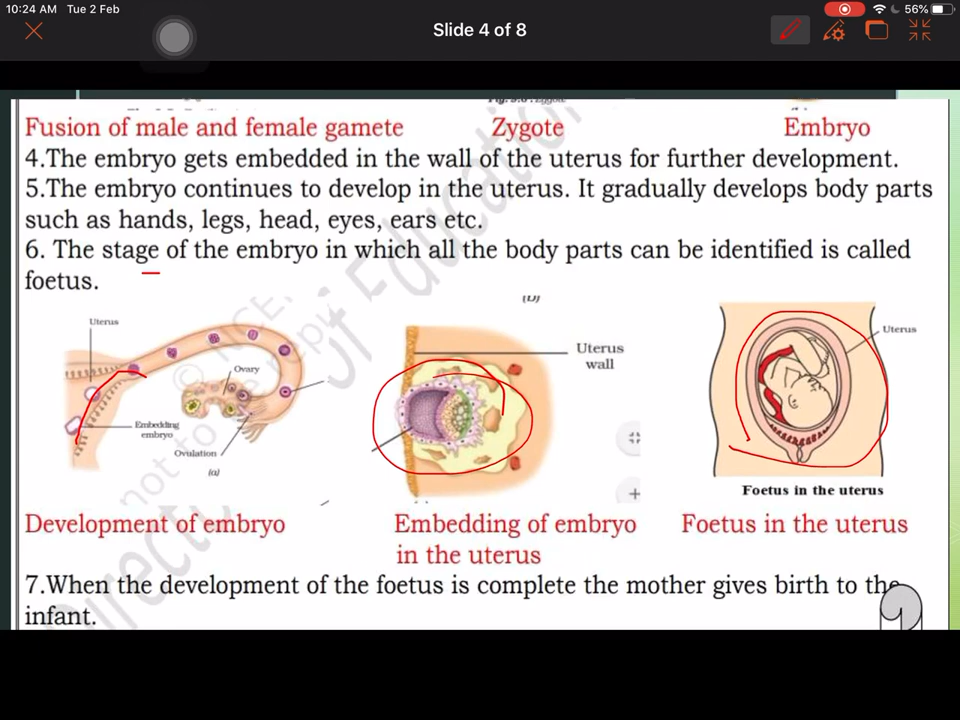 10:24 AM Tue 2 Feb
56%
Slide 4 of 8
Fusion of male and female gamete Zygote Embryo
4.The embryo gets embedded in the wall of the uterus for further development.
5.The embryo continues to develop in the uterus. It gradually develops body parts
such as hands, legs, head, eyes, ears etc.
6. The stage of the embryo in which all the body parts can be identified is called
foetus.
Uterus
Ovary
Embedding
embryo
Ovulation
(a)
(b)
Uterus
wall
Uterus
Foetus in the uterus
Development of embryo
Embedding of embryo
in the uterus
Foetus in the uterus
7.When the development of the foetus is complete the mother gives birth to the
infant.